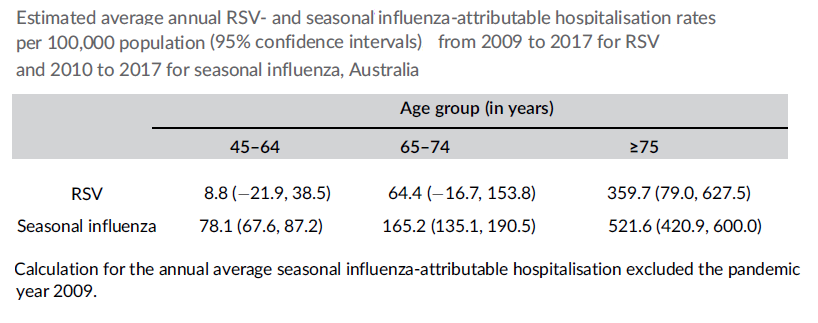 Estimated average annual RSV- and seasonal influenza-attributable hospitalisation rates
per 100,000 population (95% confidence intervals) from 2009 to 2017 for RSV
and 2010 to 2017 for seasonal influenza, Australia
Age group (in years)
45–64 65–74 ≥75
RSV 8.8 (−21.9, 38.5) 64.4 (−16.7, 153.8) 359.7 (79.0, 627.5)
Seasonal influenza 78.1 (67.6, 87.2) 165.2 (135.1, 190.5) 521.6 (420.9, 600.0)
Calculation for the annual average seasonal influenza-attributable hospitalisation excluded the pandemic
year 2009.